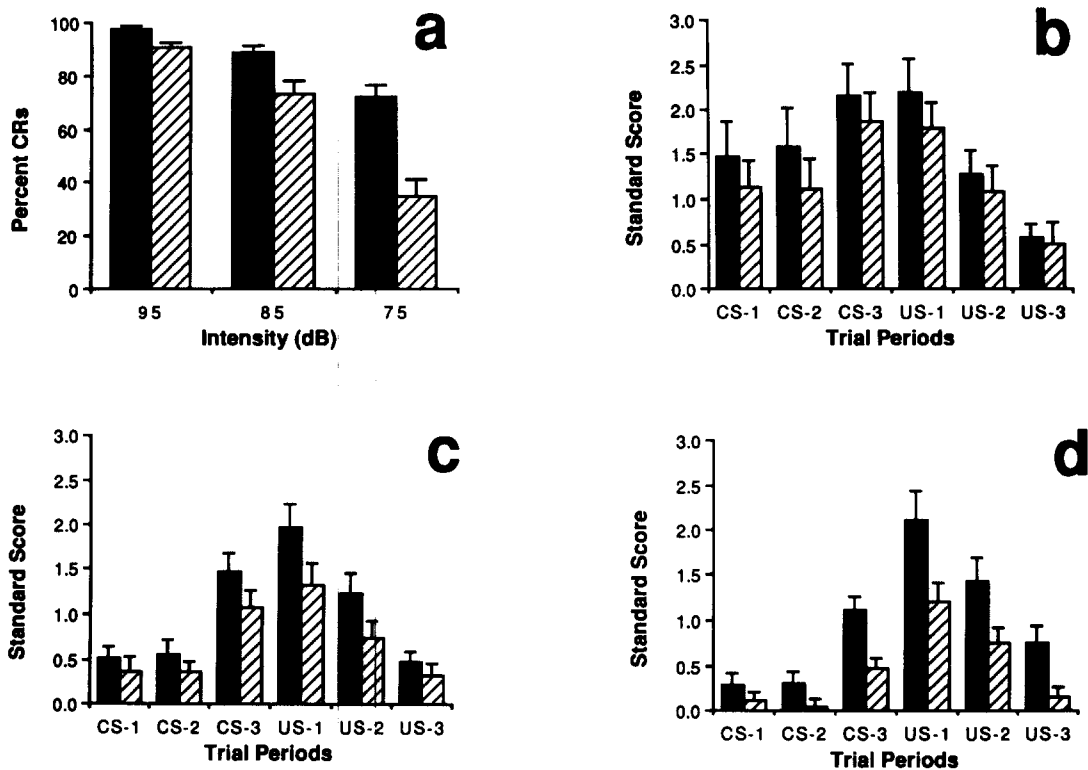 a
100
80
60
40
20
0
Percent CRs
95 85 75
Intensity (dB)
b
3.0
2.5
2.0
1.5
1.0
0.5
0.0
Standard Score
CS-1 CS-2 CS-3 US-1 US-2 US-3
Trial Periods
c
3.0
2.5
2.0
1.5
1.0
0.5
0.0
Standard Score
CS-1 CS-2 CS-3 US-1 US-2 US-3
Trial Periods
d
3.0
2.5
2.0
1.5
1.0
0.5
0.0
Standard Score
CS-1 CS-2 CS-3 US-1 US-2 US-3
Trial Periods